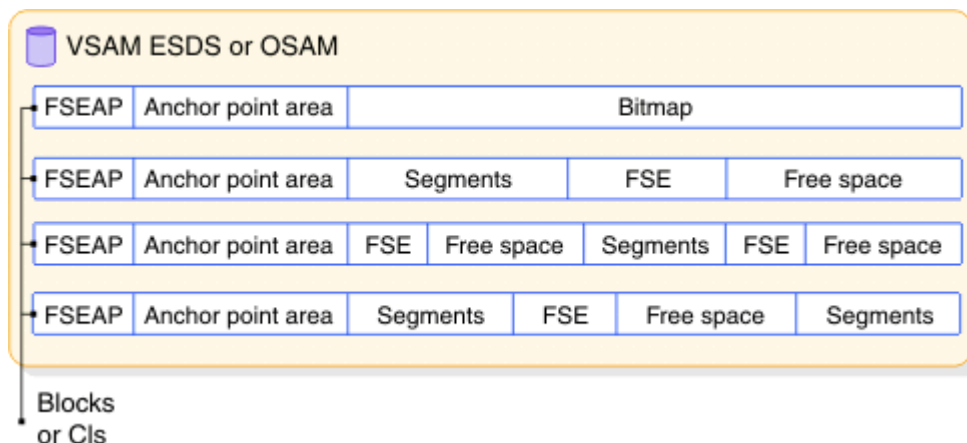 VSAM ESDS or OSAM
FSEAP Anchor point area Bitmap
FSEAP Anchor point area Segments FSE Free space
FSEAP Anchor point area FSE Free space Segments FSE Free space
FSEAP Anchor point area Segments FSE Free space Segments
Blocks
or CIs